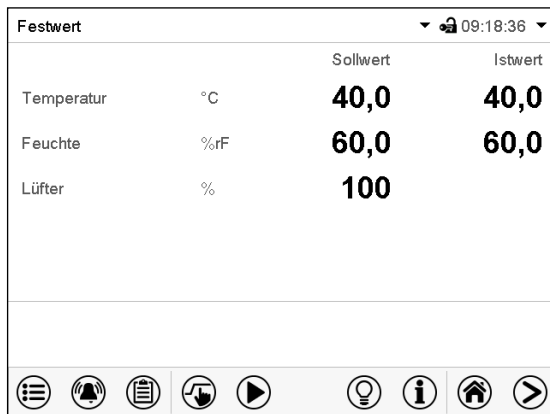 Festwert 09:18:36
Sollwert Istwert
Temperatur °C 40,0 40,0
Feuchte %rF 60,0 60,0
Lüfter % 100